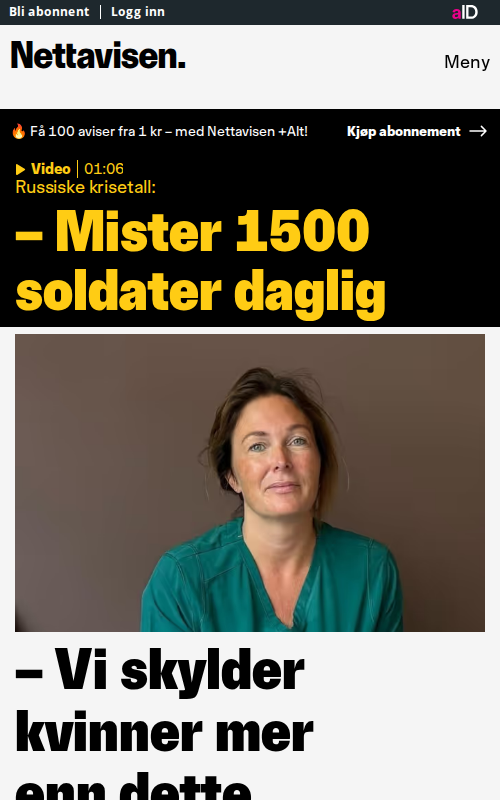 Bli abonnent
Logg inn
aID
Nettavisen.
Meny
🔥 Få 100 aviser fra 1 kr – med Nettavisen +Alt!
Kjøp abonnement →
Video | 01:06
Russiske krisetall:
– Mister 1500
soldater daglig
– Vi skylder
kvinner mer
enn dette